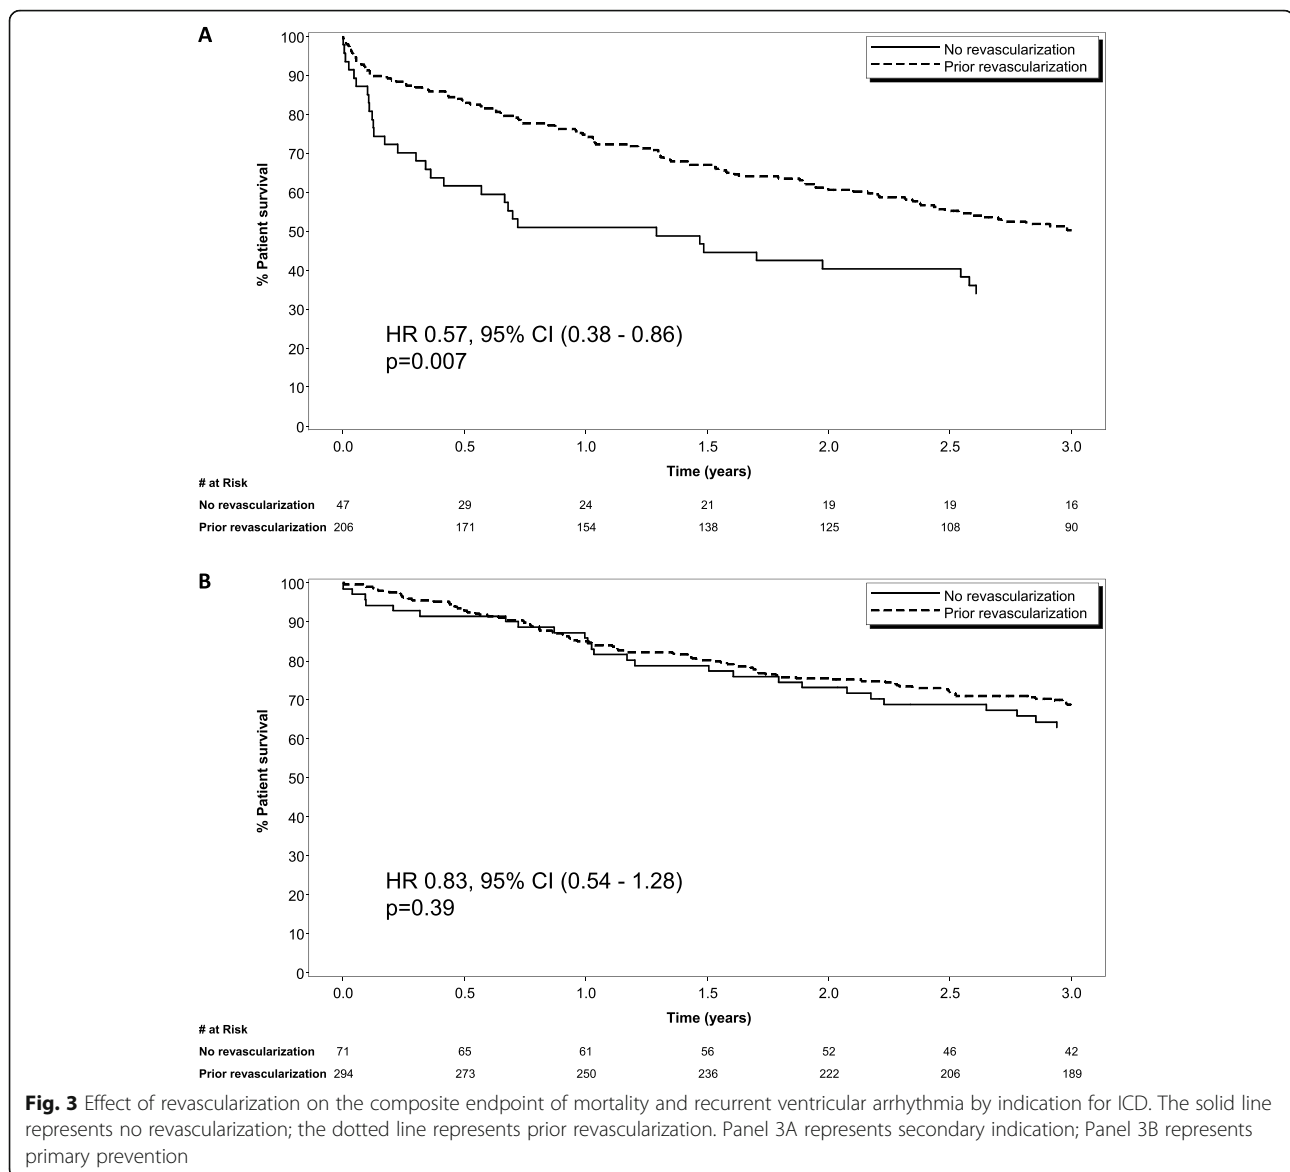 A
100
90
80
70
60
50
40
30
20
10
0
% Patient survival
No revascularization
Prior revascularization
HR 0.57, 95% CI (0.38 - 0.86)
p=0.007
0.0 0.5 1.0 1.5 2.0 2.5 3.0
Time (years)
# at Risk
No revascularization 47 29 24 21 19 19 16
Prior revascularization 206 171 154 138 125 108 90
B
100
90
80
70
60
50
40
30
20
10
0
% Patient survival
No revascularization
Prior revascularization
HR 0.83, 95% CI (0.54 - 1.28)
p=0.39
0.0 0.5 1.0 1.5 2.0 2.5 3.0
Time (years)
# at Risk
No revascularization 71 65 61 56 52 46 42
Prior revascularization 294 273 250 236 222 206 189
Fig. 3 Effect of revascularization on the composite endpoint of mortality and recurrent ventricular arrhythmia by indication for ICD. The solid line
represents no revascularization; the dotted line represents prior revascularization. Panel 3A represents secondary indication; Panel 3B represents
primary prevention